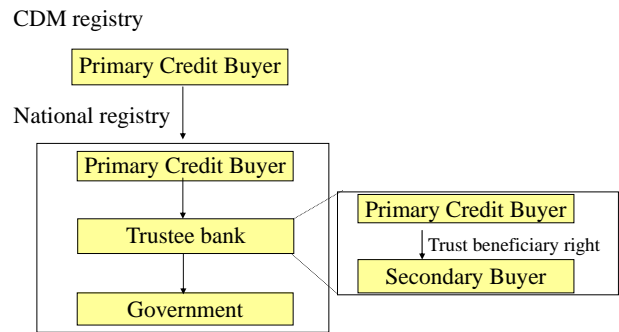 CDM registry
Primary Credit Buyer
National registry
Primary Credit Buyer
Trustee bank
Government
Primary Credit Buyer
Trust beneficiary right
Secondary Buyer